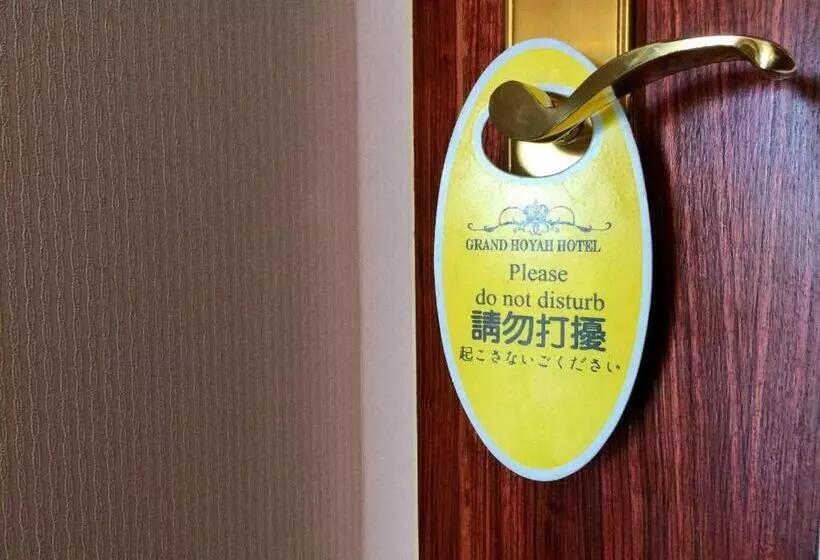 GRAND HOYAH HOTEL
Please
do not disturb
請勿打擾
起こさないごください